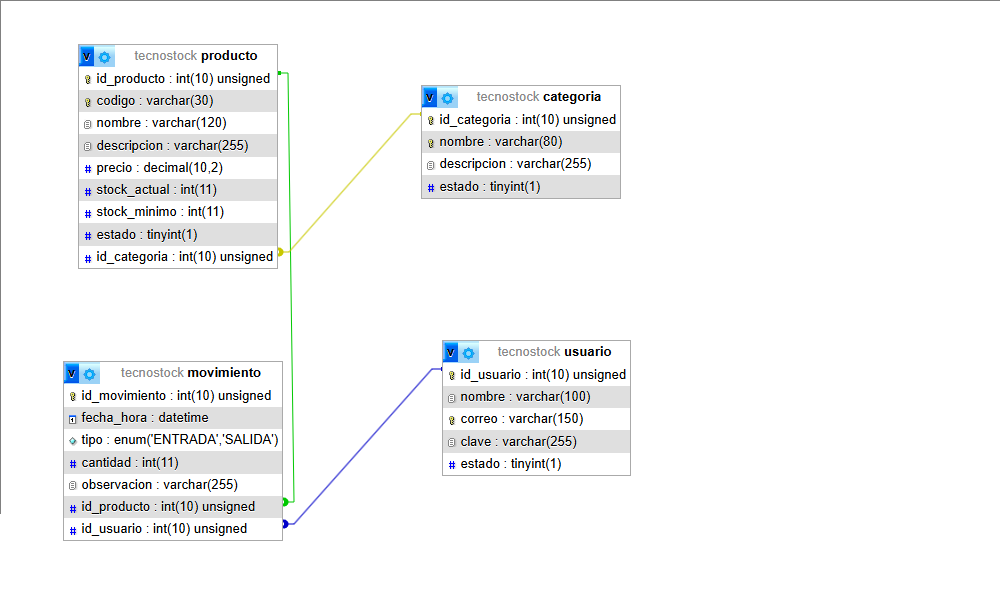 V tecnostock producto
id_producto : int(10) unsigned
codigo : varchar(30)
nombre : varchar(120)
descripcion : varchar(255)
# precio : decimal(10,2)
# stock_actual : int(11)
# stock_minimo : int(11)
# estado : tinyint(1)
# id_categoria : int(10) unsigned
V tecnostock categoria
id_categoria : int(10) unsigned
nombre : varchar(80)
descripcion : varchar(255)
# estado : tinyint(1)
V tecnostock movimiento
id_movimiento : int(10) unsigned
fecha_hora : datetime
tipo : enum('ENTRADA','SALIDA')
# cantidad : int(11)
observacion : varchar(255)
# id_producto : int(10) unsigned
# id_usuario : int(10) unsigned
V tecnostock usuario
id_usuario : int(10) unsigned
nombre : varchar(100)
correo : varchar(150)
clave : varchar(255)
# estado : tinyint(1)